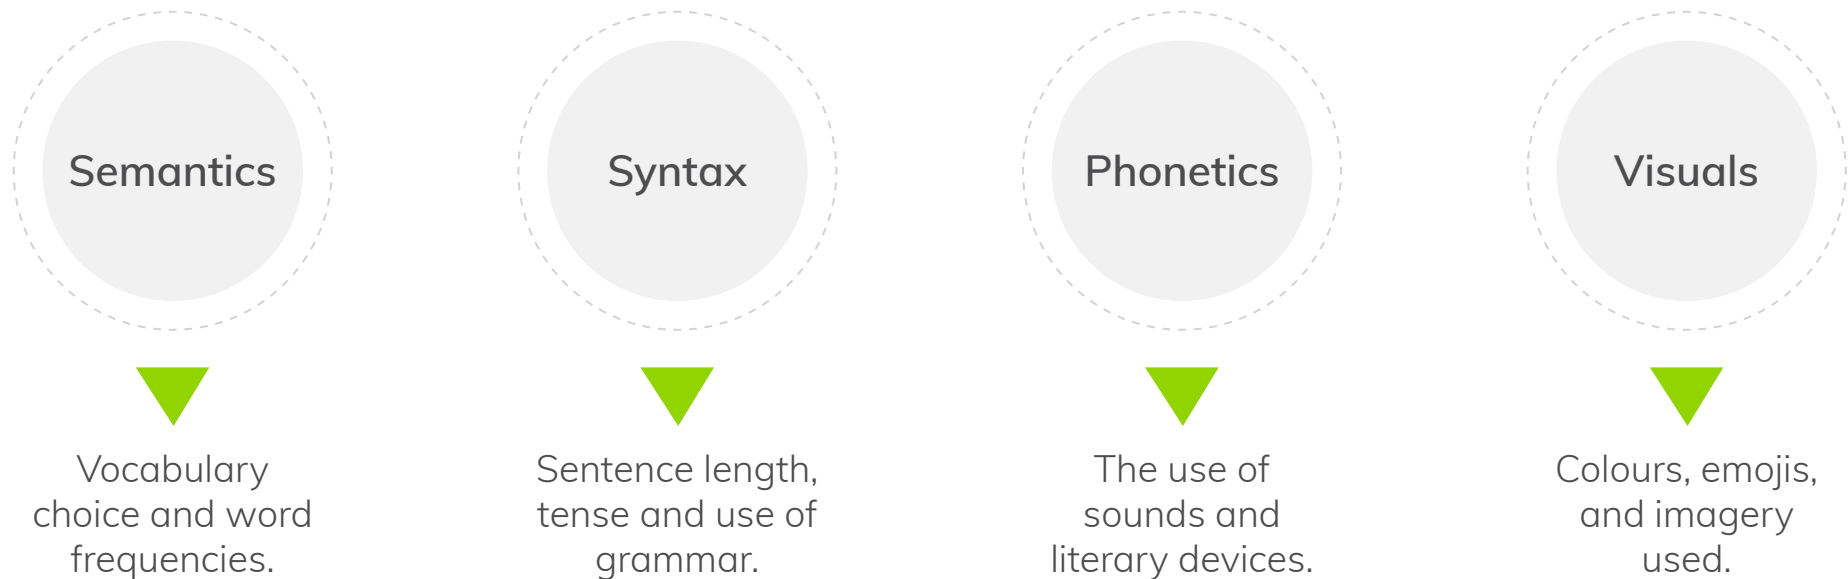 Semantics
Vocabulary
choice and word
frequencies.
Syntax
Sentence length,
tense and use of
grammar.
Phonetics
The use of
sounds and
literary devices.
Visuals
Colours, emojis,
and imagery
used.